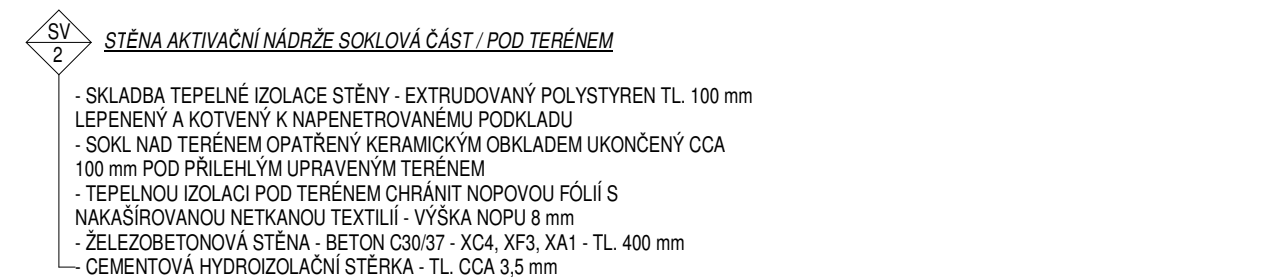 SV
2
STĚNA AKTIVAČNÍ NÁDRŽE SOKLOVÁ ČÁST / POD TERÉNEM
- SKLADBA TEPELNÉ IZOLACE STĚNY - EXTRUDOVANÝ POLYSTYREN TL. 100 mm
LEPENENÝ A KOTVENÝ K NAPENETROVANÉMU PODKLADU
- SOKL NAD TERÉNEM OPATŘENÝ KERAMICKÝM OBKLADEM UKONČENÝ CCA
100 mm POD PŘILEHLÝM UPRAVENÝM TERÉNEM
- TEPELNOU IZOLACI POD TERÉNEM CHRÁNIT NOPOVOU FÓLIÍ S
NAKAŠÍROVANOU NETKANOU TEXTILIÍ - VÝŠKA NOPU 8 mm
- ŽELEZOBETONOVÁ STĚNA - BETON C30/37 - XC4, XF3, XA1 - TL. 400 mm
- CEMENTOVÁ HYDROIZOLAČNÍ STĚRKA - TL. CCA 3,5 mm